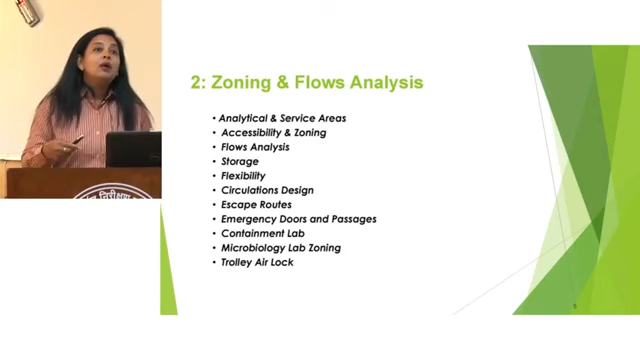 2: Zoning & Flows Analysis
• Analytical & Service Areas
• Accessibility & Zoning
• Flows Analysis
• Storage
• Flexibility
• Circulations Design
• Escape Routes
• Emergency Doors and Passages
• Containment Lab
• Microbiology Lab Zoning
• Trolley Air Lock